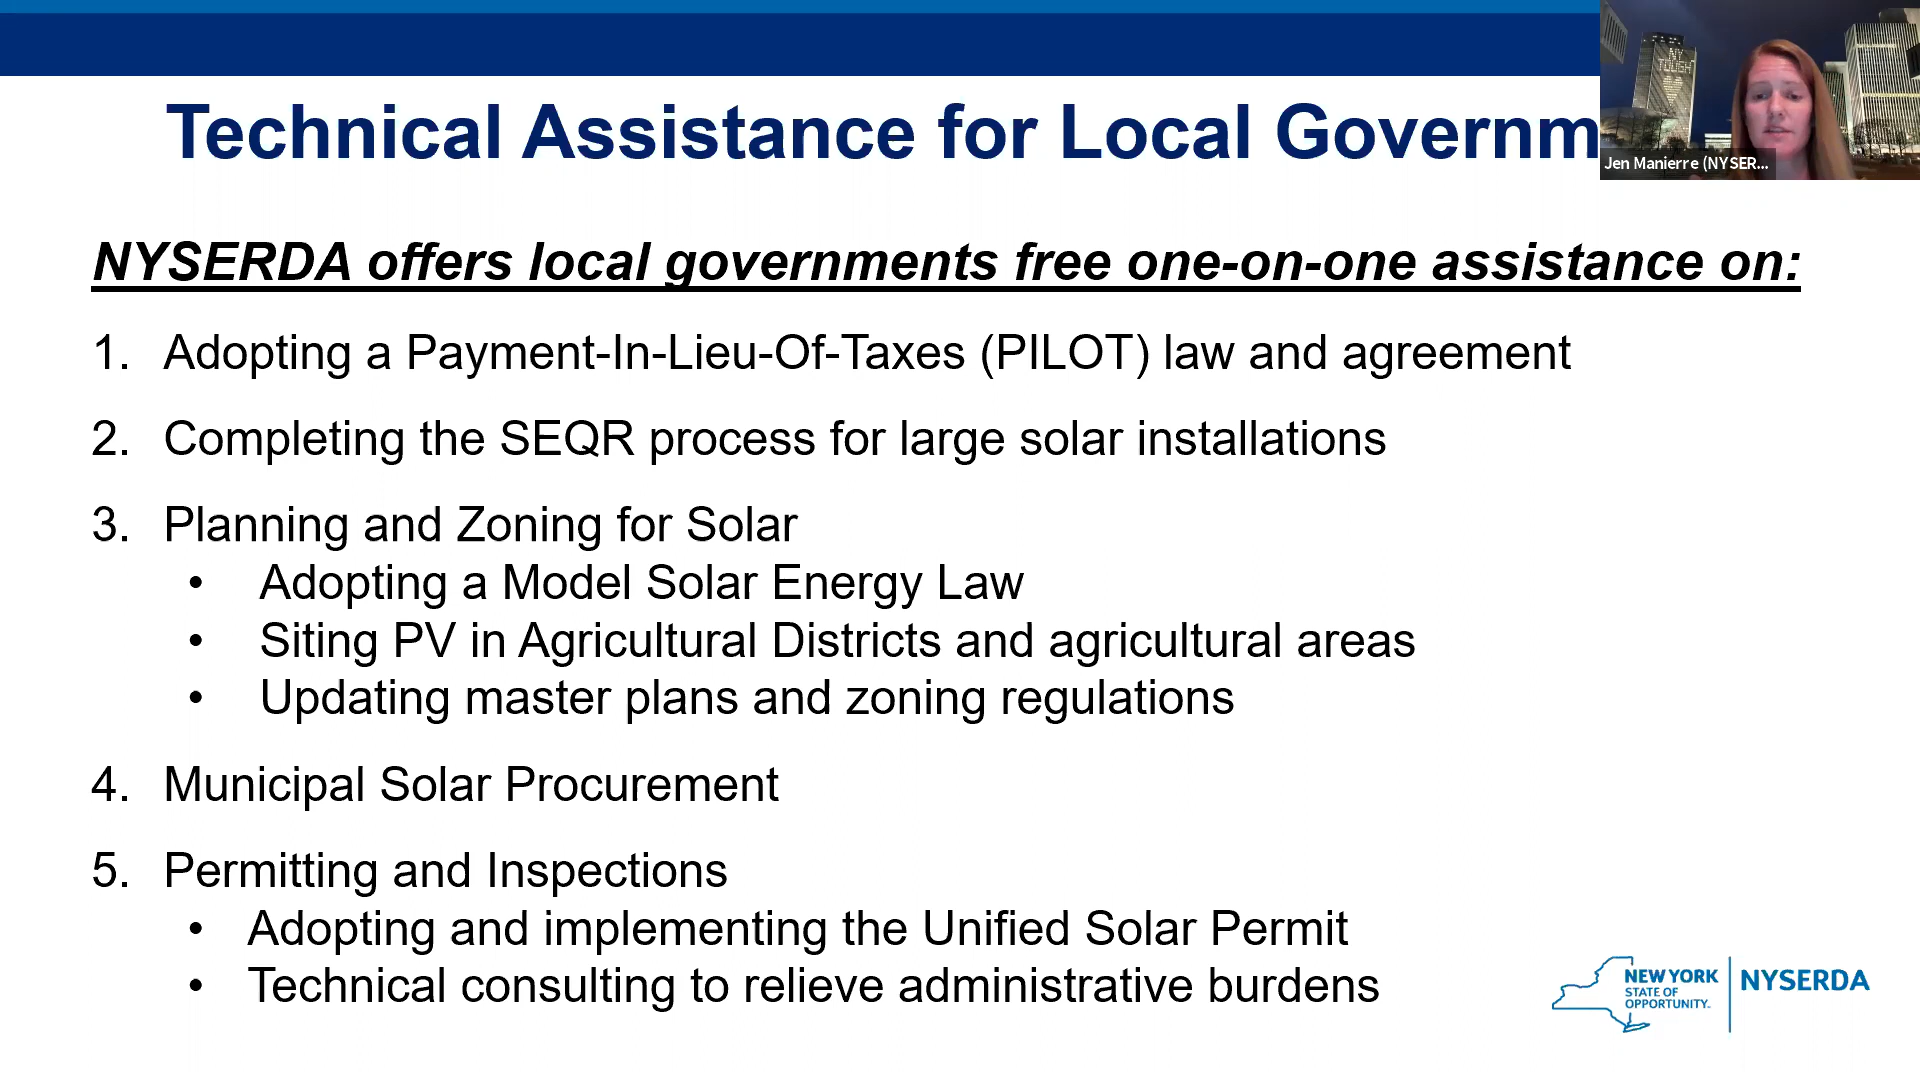 Technical Assistance for Local Governm
NY
TOUGH
Jen Manierre (NYSER...
NYSERDA offers local governments free one-on-one assistance on:
1. Adopting a Payment-In-Lieu-Of-Taxes (PILOT) law and agreement
2. Completing the SEQR process for large solar installations
3. Planning and Zoning for Solar
• Adopting a Model Solar Energy Law
• Siting PV in Agricultural Districts and agricultural areas
• Updating master plans and zoning regulations
4. Municipal Solar Procurement
5. Permitting and Inspections
• Adopting and implementing the Unified Solar Permit
• Technical consulting to relieve administrative burdens
NEW YORK
STATE OF
OPPORTUNITY.
NYSERDA